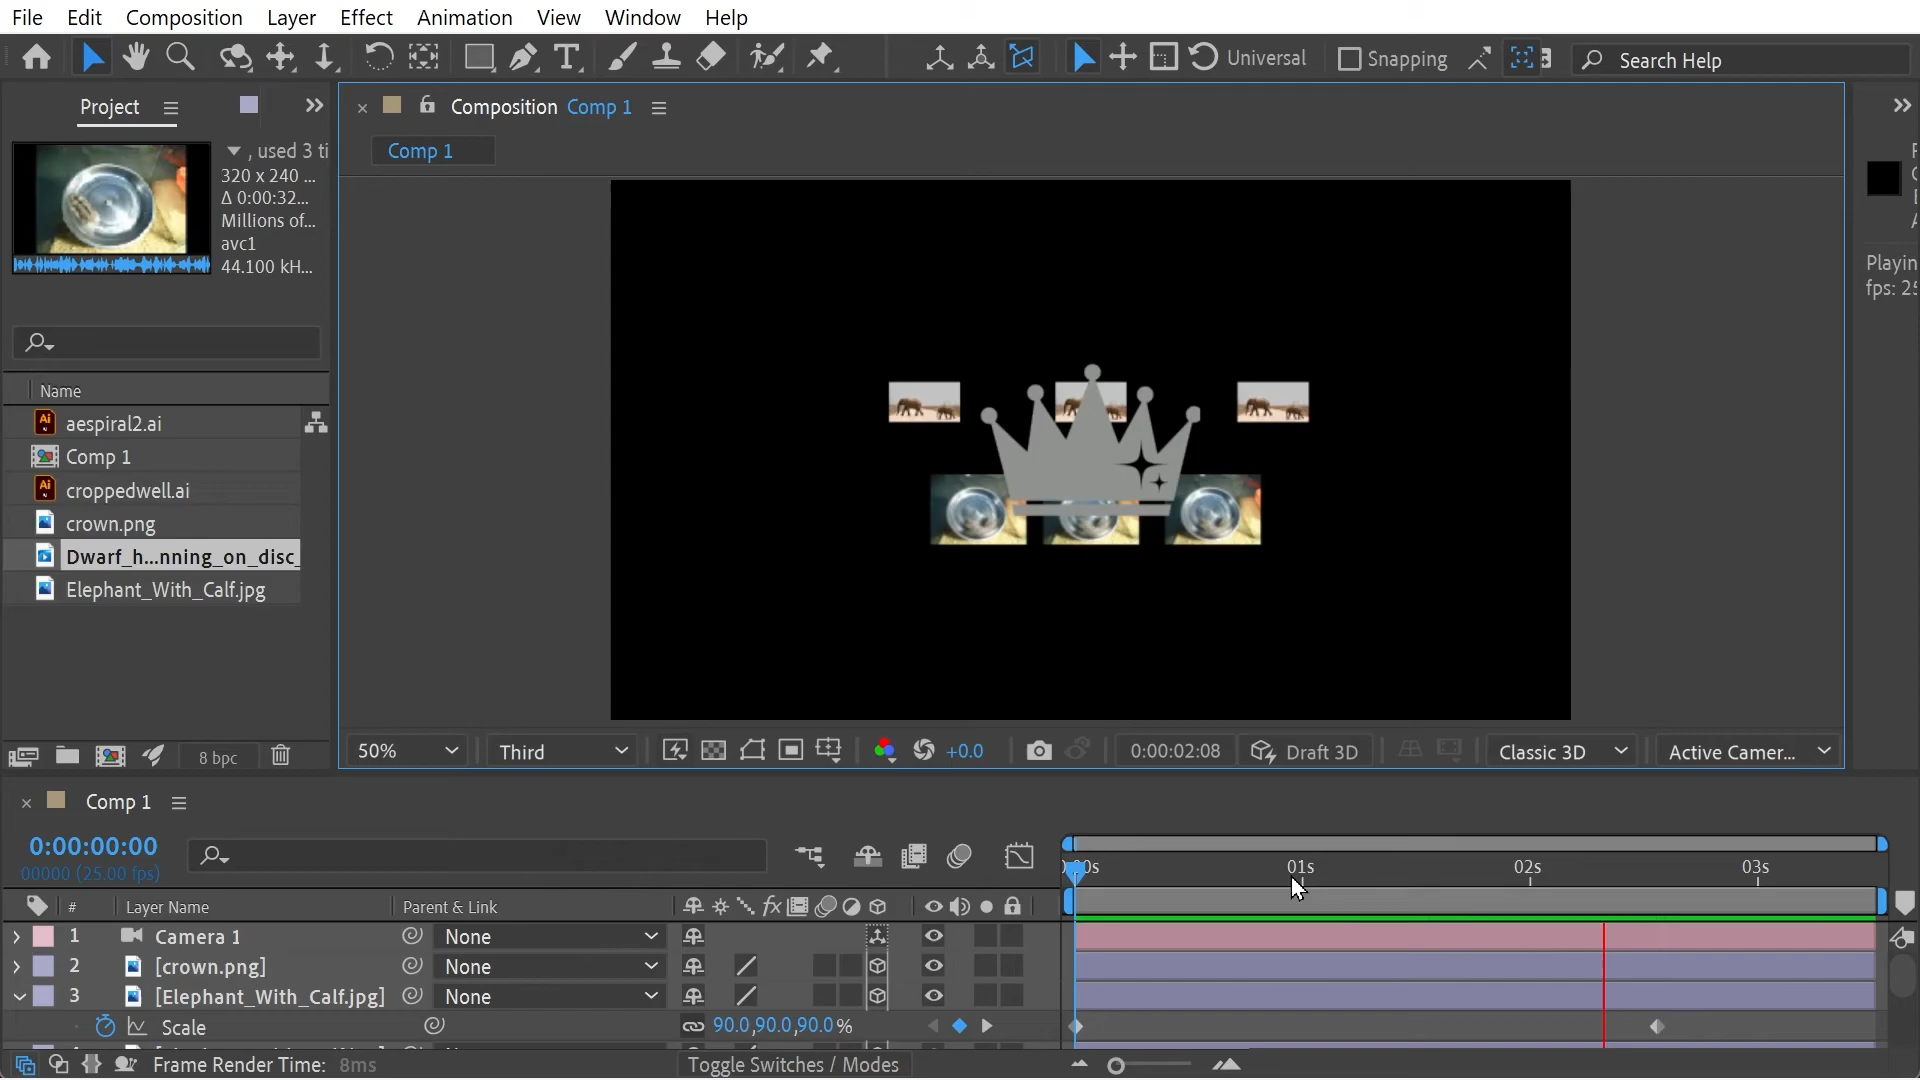 File Edit Composition Layer Effect Animation View Window Help
Universal Snapping Search Help
Project
Composition Comp 1
Comp 1
, used 3 ti
320 x 240 ...
Δ 0:00:32...
Millions of...
avc1
44.100 kH...
Playin
fps: 25
Name
aespiral2.ai
Comp 1
croppedwell.ai
crown.png
Dwarf_h...nning_on_disc_
Elephant_With_Calf.jpg
8 bpc
50% Third +0.0 0:00:02:08 Draft 3D Classic 3D Active Camer...
Comp 1
0:00:00:00
00000 (25.00 fps)
01s 02s 03s
# Layer Name Parent & Link
1 Camera 1 None
2 [crown.png] None
3 [Elephant_With_Calf.jpg] None
Scale 90.0,90.0,90.0%
Frame Render Time: 8ms Toggle Switches / Modes